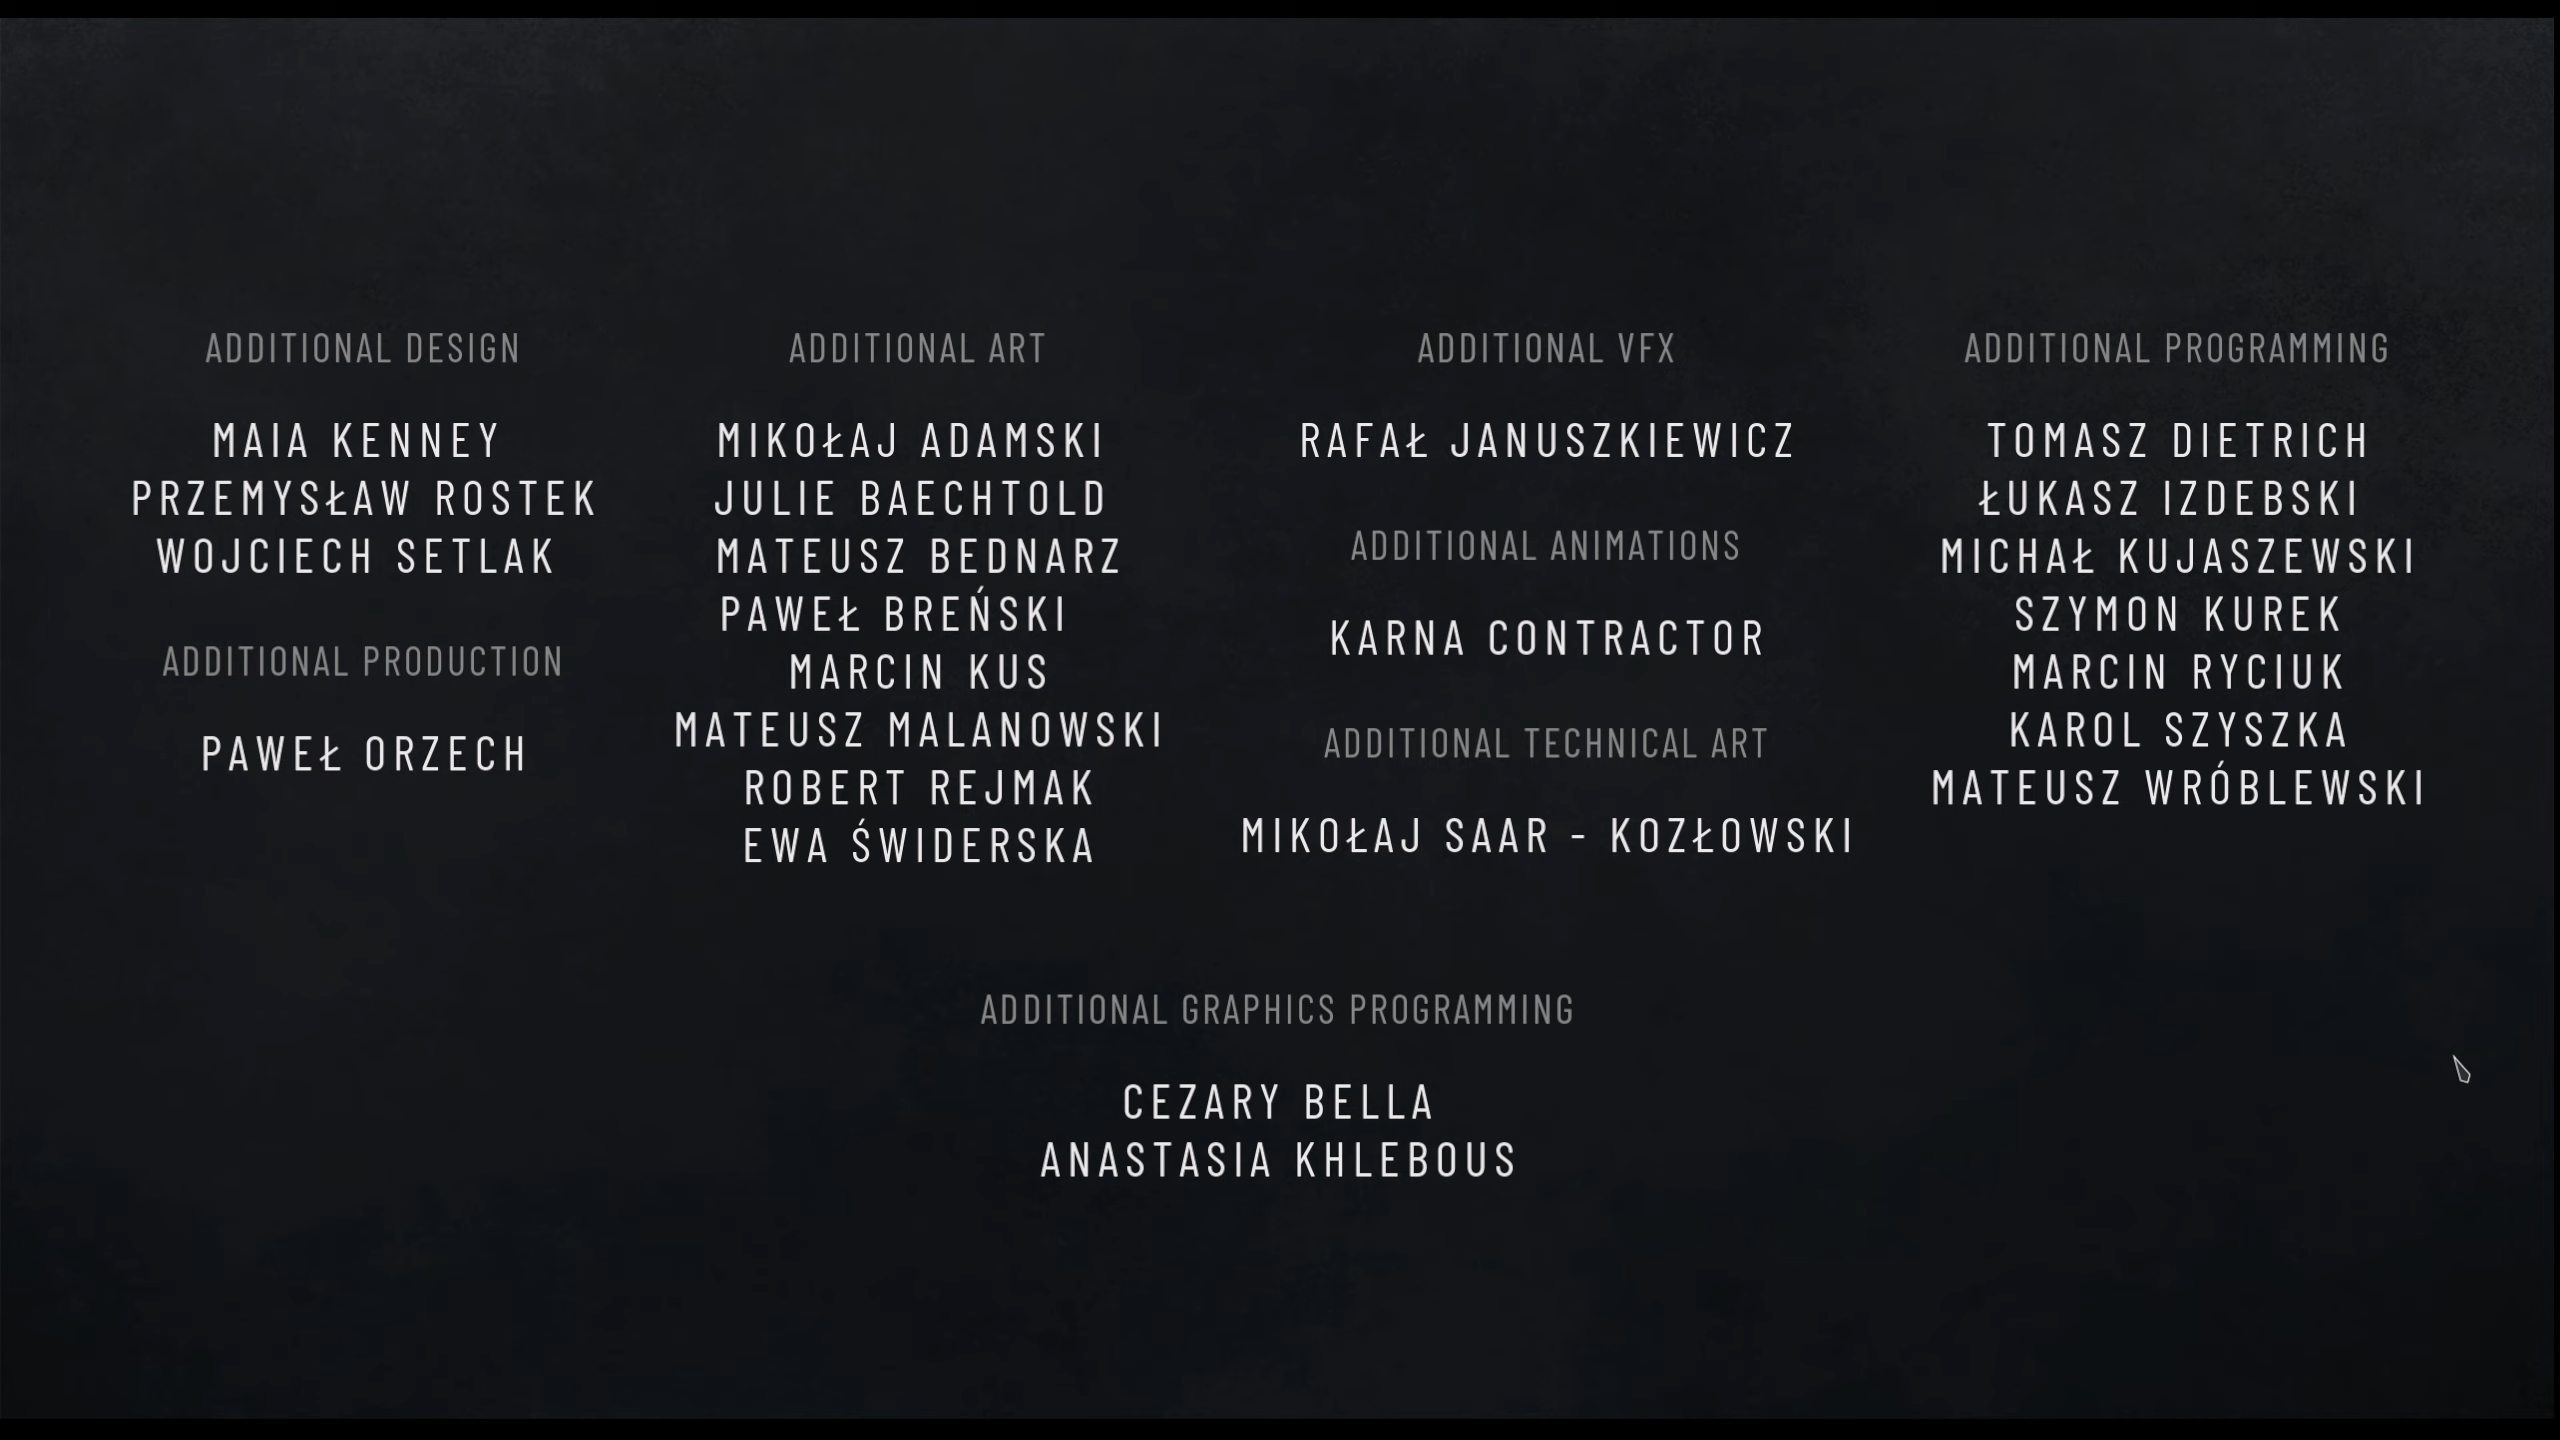 ADDITIONAL DESIGN
MAIA KENNEY
PRZEMYSŁAW ROSTEK
WOJCIECH SETLAK
ADDITIONAL PRODUCTION
PAWEŁ ORZECH
ADDITIONAL ART
MIKOŁAJ ADAMSKI
JULIE BAECHTOLD
MATEUSZ BEDNARZ
PAWEŁ BREŃSKI
MARCIN KUS
MATEUSZ MALANOWSKI
ROBERT REJMAK
EWA ŚWIDERSKA
ADDITIONAL VFX
RAFAŁ JANUSZKIEWICZ
ADDITIONAL ANIMATIONS
KARNA CONTRACTOR
ADDITIONAL TECHNICAL ART
MIKOŁAJ SAAR - KOZŁOWSKI
ADDITIONAL PROGRAMMING
TOMASZ DIETRICH
ŁUKASZ IZDEBSKI
MICHAŁ KUJASZEWSKI
SZYMON KUREK
MARCIN RYCIUK
KAROL SZYSZKA
MATEUSZ WRÓBLEWSKI
ADDITIONAL GRAPHICS PROGRAMMING
CEZARY BELLA
ANASTASIA KHLEBOUS